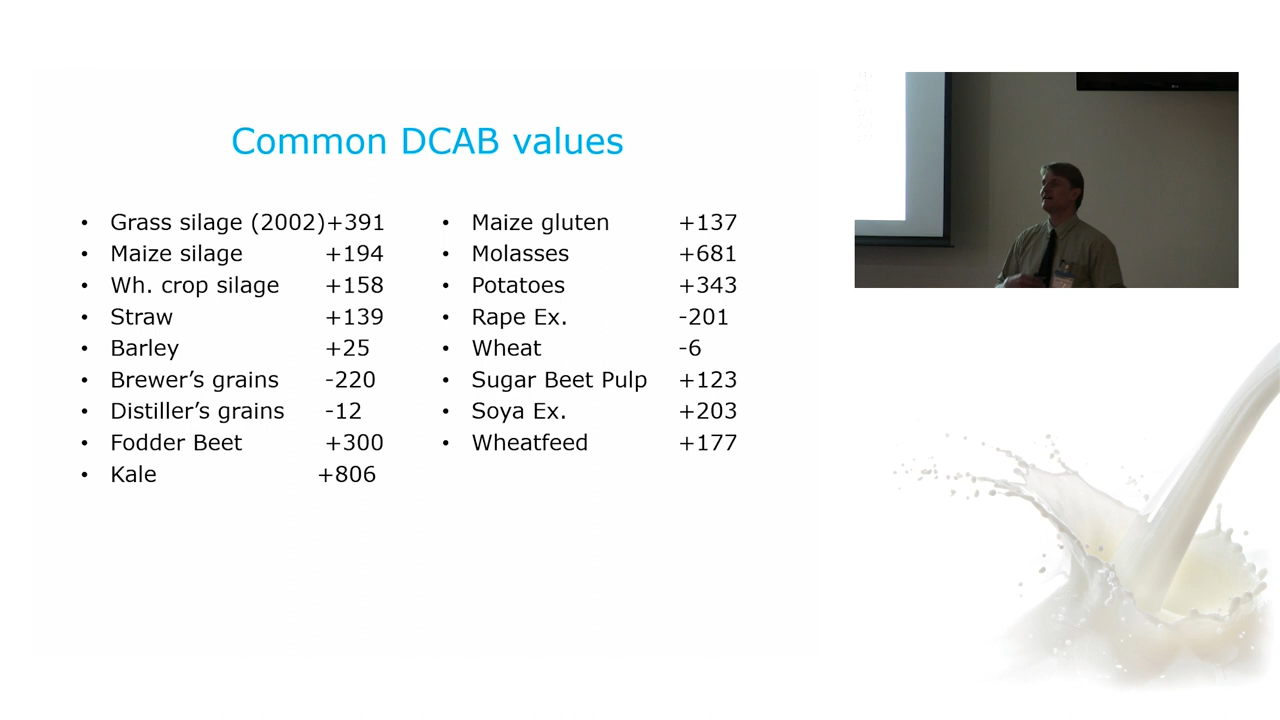 Common DCAB values
• Grass silage (2002)+391
• Maize silage +194
• Wh. crop silage +158
• Straw +139
• Barley +25
• Brewer’s grains -220
• Distiller’s grains -12
• Fodder Beet +300
• Kale +806
• Maize gluten +137
• Molasses +681
• Potatoes +343
• Rape Ex. -201
• Wheat -6
• Sugar Beet Pulp +123
• Soya Ex. +203
• Wheatfeed +177